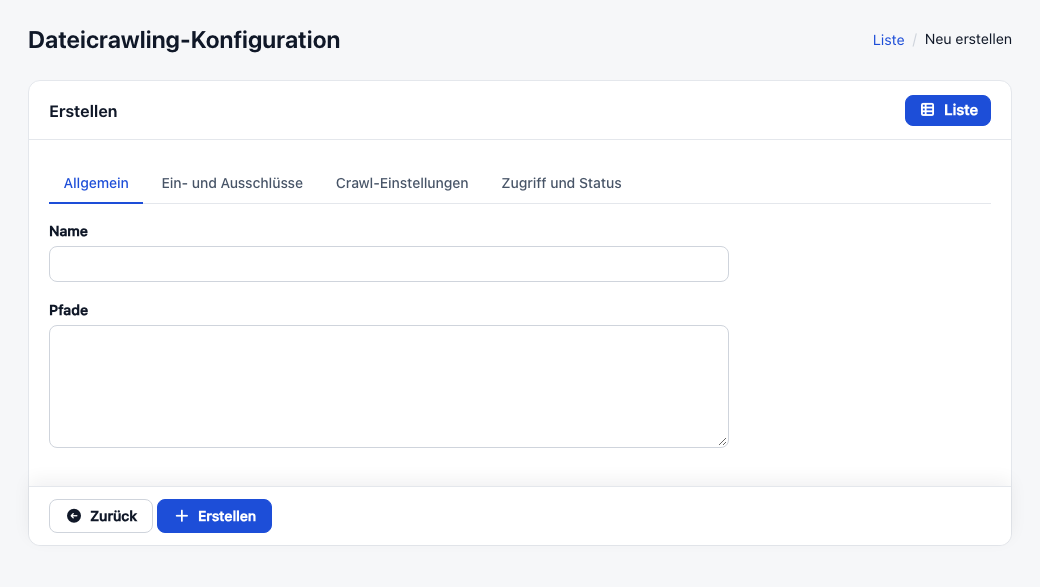 Dateicrawling-Konfiguration
Liste / Neu erstellen
Erstellen
Liste
Allgemein Ein- und Ausschlüsse Crawl-Einstellungen Zugriff und Status
Name
Pfade
Zurück Erstellen